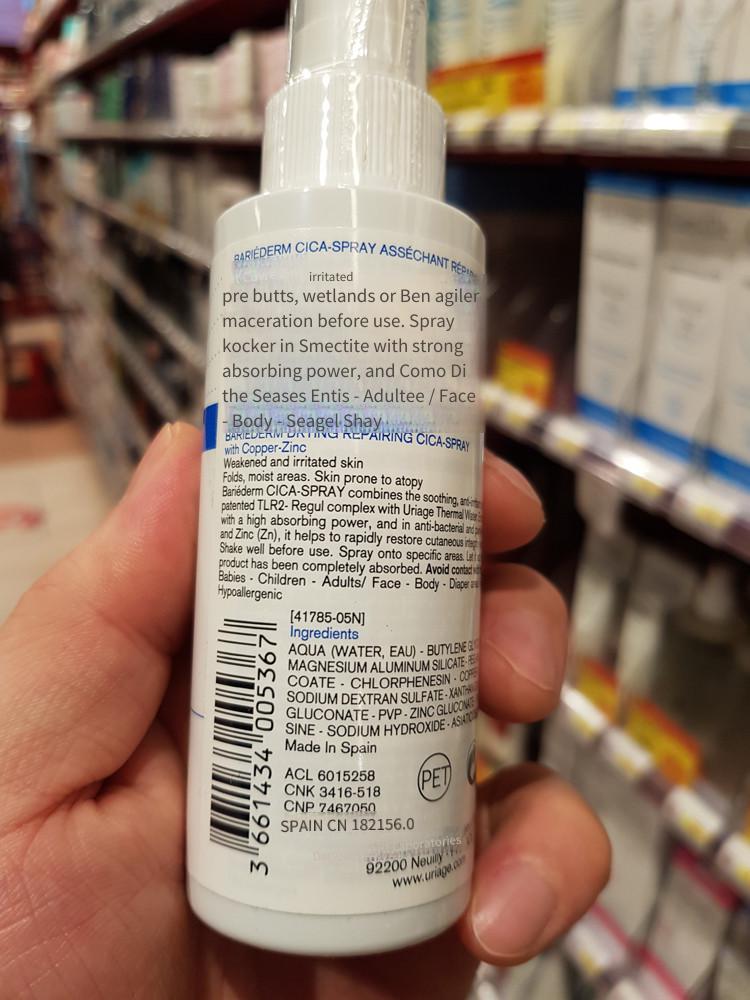 BARIÉDERM CICA-SPRAY ASSÉCHANT
irritated
pre butts, wetlands or Ben agiler
maceration before use. Spray
kocker in Smectite with strong
absorbing power, and Como Di
the Seases Entis - Adultee / Face
- Body - Seagel Shay
BARIÉDERM DRYING REPAIRING CICA-SPRAY
with Copper-Zinc
Weakened and irritated skin
Folds, moist areas. Skin prone to atopy
Bariéderm CICA-SPRAY combines the soothing,
patented TLR2- Regul complex with Uriage Thermal
with a high absorbing power, and in anti-bacterial and
and Zinc (Zn), it helps to rapidly restore cutaneous
Shake well before use. Spray onto specific areas.
product has been completely absorbed. Avoid contact
Babies - Children - Adults/ Face - Body - Diaper
Hypoallergenic
[41785-05N]
Ingredients
AQUA (WATER, EAU) - BUTYLENE
MAGNESIUM ALUMINUM SILICATE -
COATE - CHLORPHENESIN -
SODIUM DEXTRAN SULFATE -
GLUCONATE - PVP - ZINC GLUCONATE
SINE - SODIUM HYDROXIDE -
Made In Spain
PET
ACL 6015258
CNK 3416-518
CNP 7467050
SPAIN CN 182156.0
Laboratories
92200 Neuilly
www.uriage.com
3 661434 005367